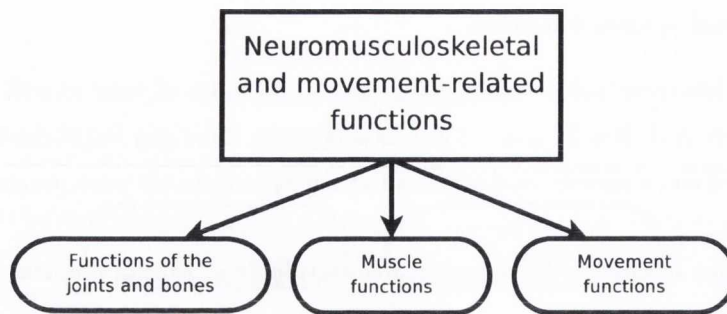 Neuromusculoskeletal
and movement-related
functions
Functions of the
joints and bones
Muscle
functions
Movement
functions